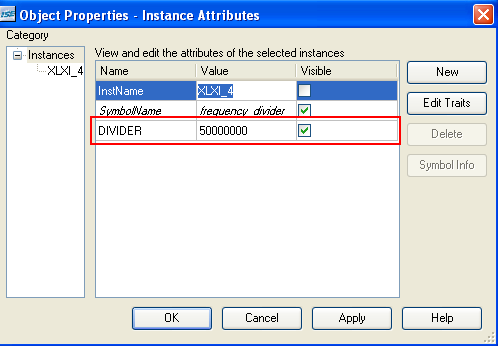 ISE Object Properties - Instance Attributes
Category
Instances
XLXI_4
View and edit the attributes of the selected instances
Name Value Visible
InstName XLXI_4
SymbolName frequency_divider
DIVIDER 50000000
New
Edit Traits
Delete
Symbol Info
OK Cancel Apply Help